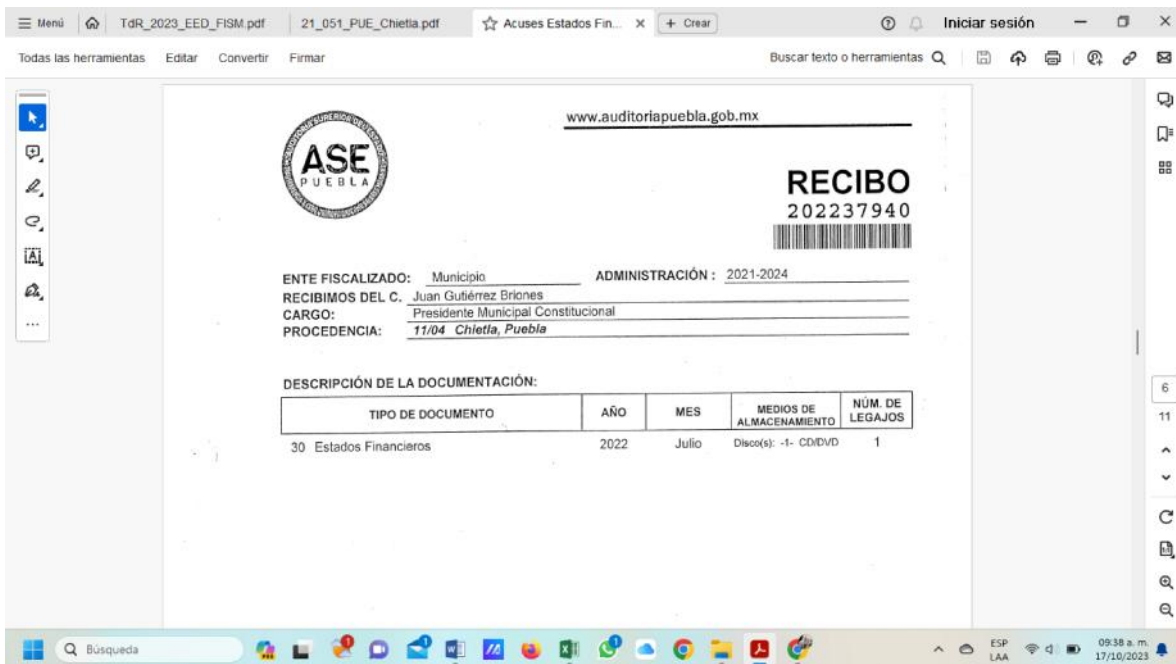 Menú TdR_2023_EED_FISM.pdf 21_051_PUE_Chietla.pdf Acuses Estados Fin... × + Crear Iniciar sesión
Todas las herramientas Editar Convertir Firmar Buscar texto o herramientas
www.auditoriapuebla.gob.mx
ASE
PUEBLA
RECIBO
202237940
ENTE FISCALIZADO: Municipio ADMINISTRACIÓN : 2021-2024
RECIBIMOS DEL C. Juan Gutiérrez Briones
CARGO: Presidente Municipal Constitucional
PROCEDENCIA: 11/04 Chietla, Puebla
DESCRIPCIÓN DE LA DOCUMENTACIÓN:
TIPO DE DOCUMENTO AÑO MES MEDIOS DE ALMACENAMIENTO NÚM. DE LEGAJOS
30 Estados Financieros 2022 Julio Disco(s): -1- CD/DVD 1
6
11
Búsqueda
ESP
LAA
09:38 a. m.
17/10/2023